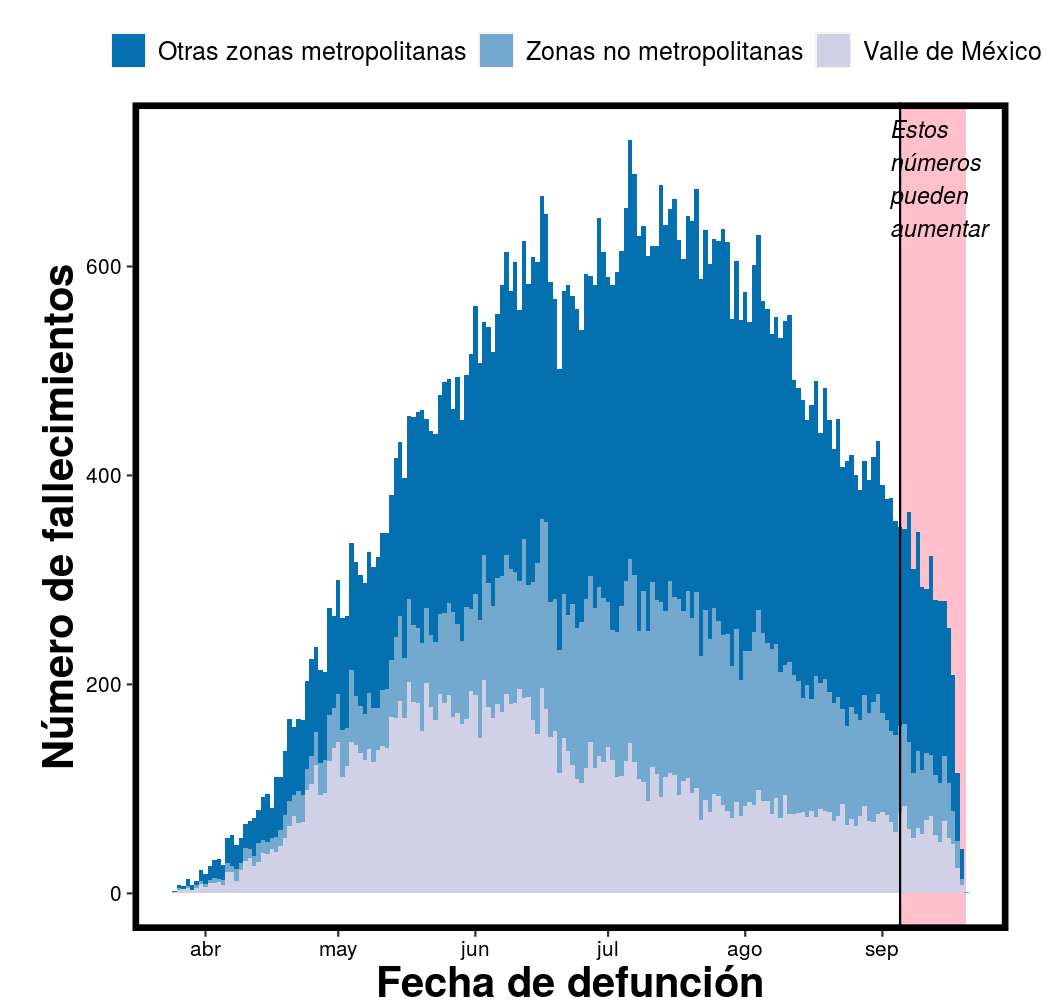 Otras zonas metropolitanas Zonas no metropolitanas Valle de México
Estos
números
pueden
aumentar
600
400
200
0
Número de fallecimientos
abr may jun jul ago sep
Fecha de defunción